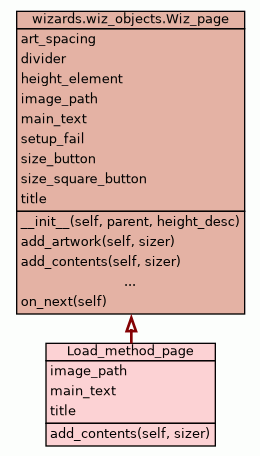 wizards.wiz_objects.Wiz_page
art_spacing
divider
height_element
image_path
main_text
setup_fail
size_button
size_square_button
title
__init__(self, parent, height_desc)
add_artwork(self, sizer)
add_contents(self, sizer)
...
on_next(self)
Load_method_page
image_path
main_text
title
add_contents(self, sizer)